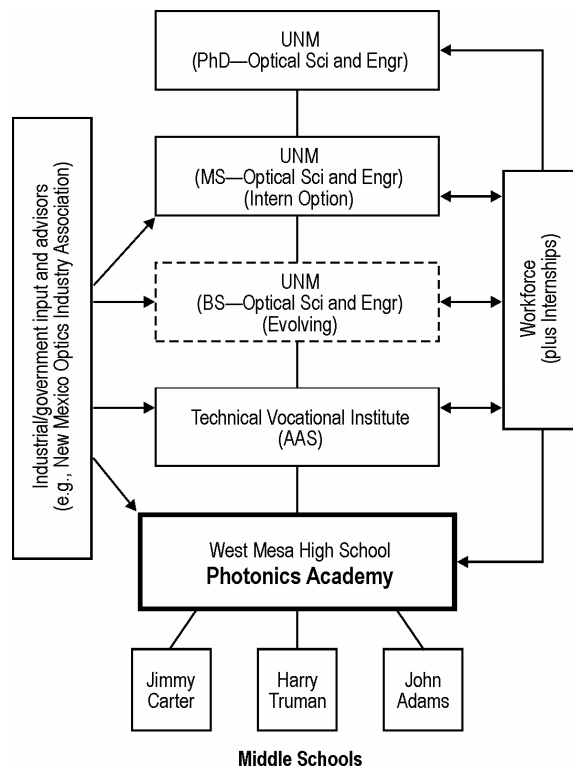 UNM
(PhD—Optical Sci and Engr)
Industrial/government input and advisors
(e.g., New Mexico Optics Industry Association)
UNM
(MS—Optical Sci and Engr)
(Intern Option)
UNM
(BS—Optical Sci and Engr)
(Evolving)
Technical Vocational Institute
(AAS)
Workforce
(plus Internships)
West Mesa High School
Photonics Academy
Jimmy
Carter
Harry
Truman
John
Adams
Middle Schools